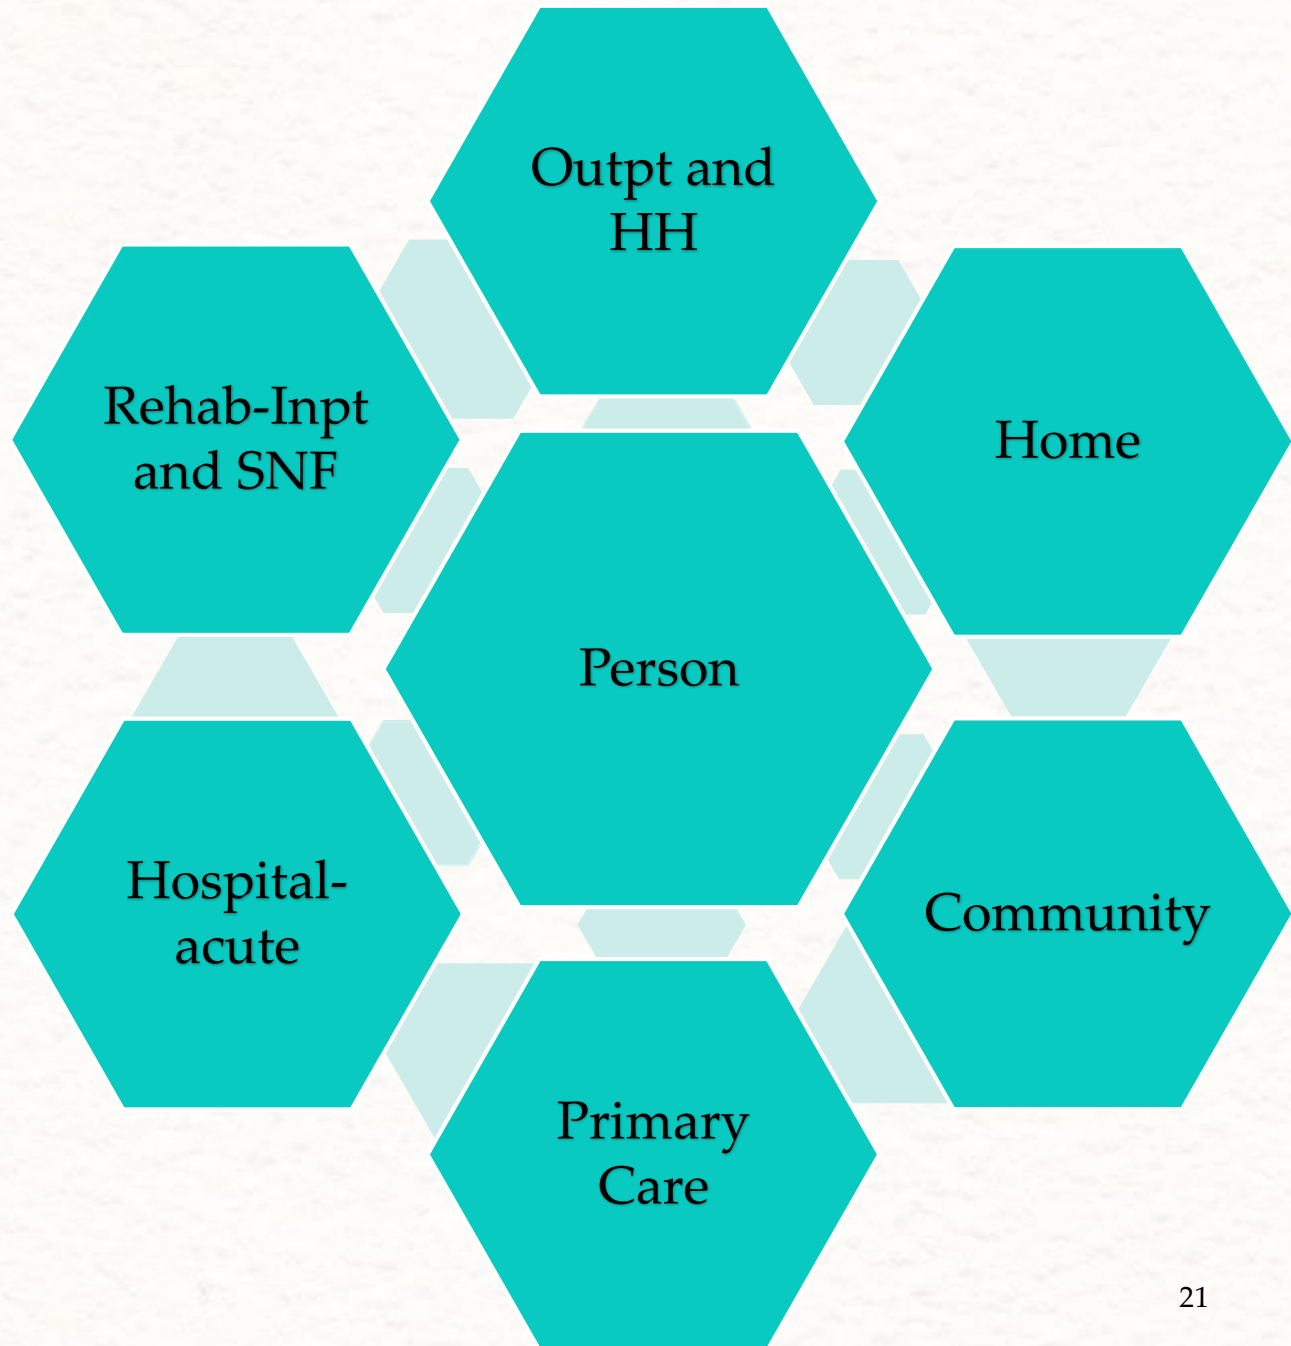 Outpt and
HH
Rehab-Inpt
and SNF
Home
Person
Hospital-
acute
Community
Primary
Care
21